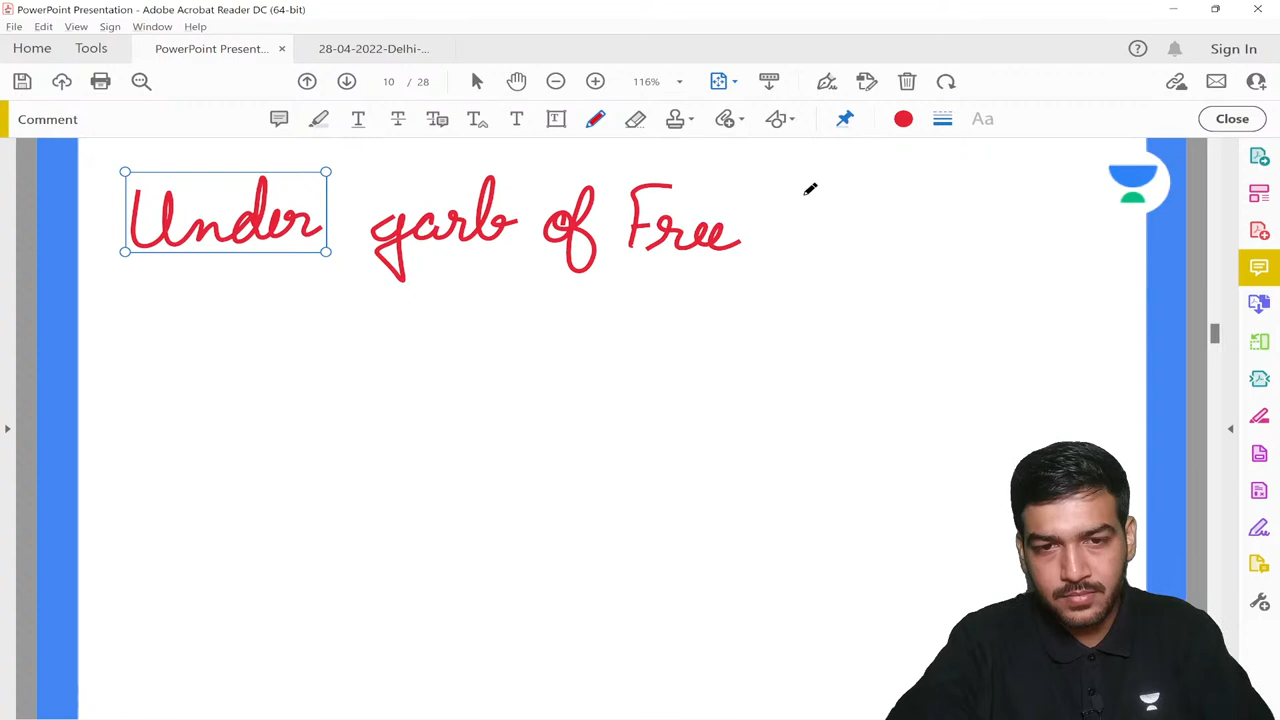 PowerPoint Presentation - Adobe Acrobat Reader DC (64-bit)
File Edit View Sign Window Help
Home Tools PowerPoint Present... × 28-04-2022-Delhi-... Sign In
10 / 28 116%
Comment Aa Close
Under garb of Free